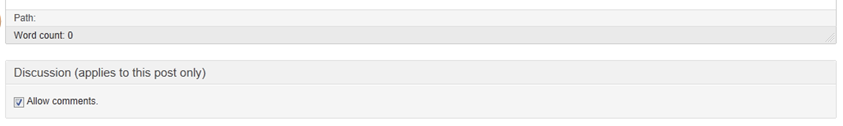 Path:
Word count: 0
Discussion (applies to this post only)
Allow comments.